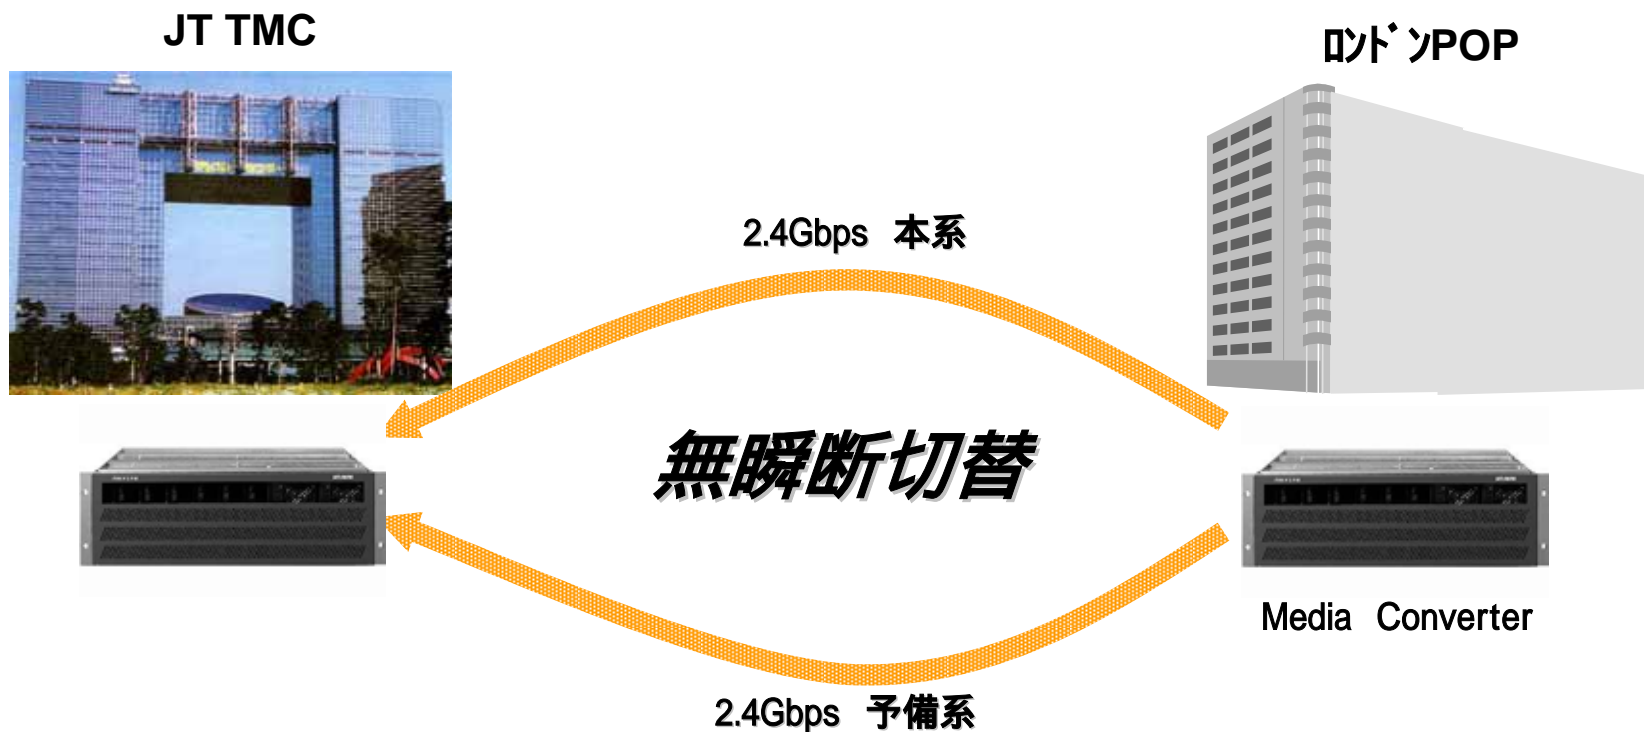 JT TMC
ﾛﾝﾄﾞﾝPOP
2.4Gbps 本系
無瞬断切替
Media Converter
2.4Gbps 予備系